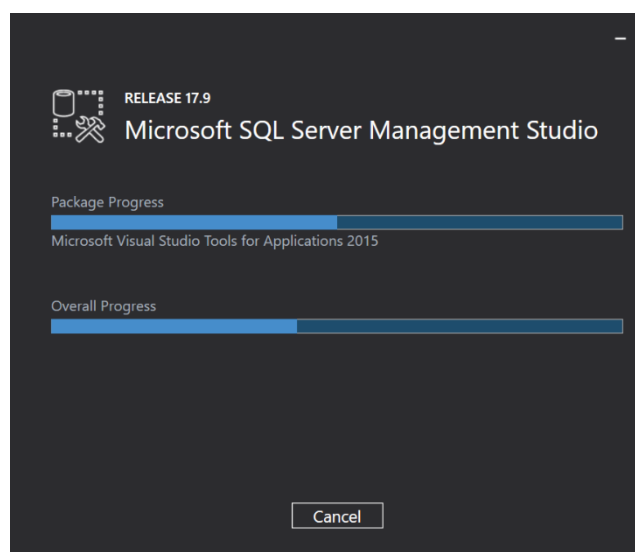 RELEASE 17.9
Microsoft SQL Server Management Studio
Package Progress
Microsoft Visual Studio Tools for Applications 2015
Overall Progress
Cancel